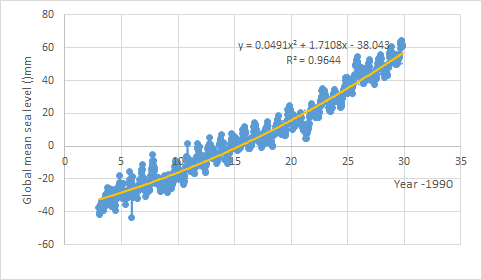 80
60
y = 0.0491x² + 1.7108x - 38.043
R² = 0.9644
40
20
0
0 5 10 15 20 25 30 35
-20
Year -1990
-40
-60
Global mean sea level ()mm